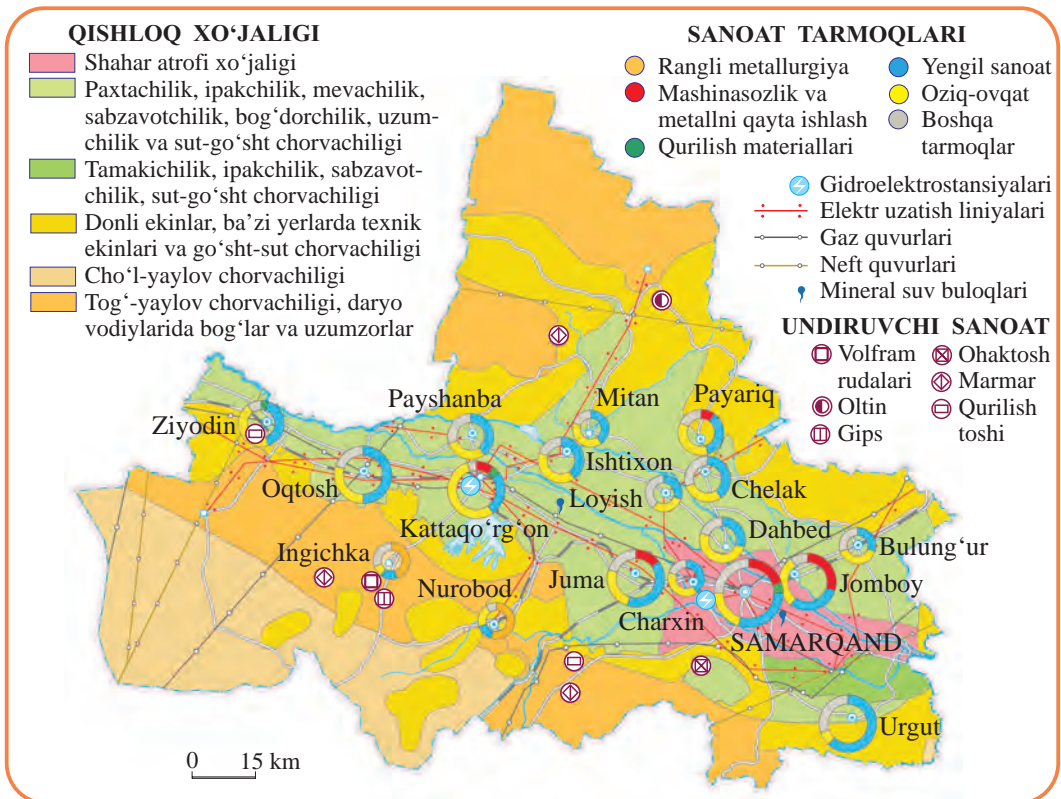 QISHLOQ XO‘JALIGI
Shahar atrofi xo‘jaligi
Paxtachilik, ipakchilik, mevachilik,
sabzavotchilik, bog‘dorchilik, uzum-
chilik va sut-go‘sht chorvachiligi
Tamakichilik, ipakchilik, sabzavot-
chilik, sut-go‘sht chorvachiligi
Donli ekinlar, ba’zi yerlarda texnik
ekinlari va go‘sht-sut chorvachiligi
Cho‘l-yaylov chorvachiligi
Tog‘-yaylov chorvachiligi, daryo
vodiylarida bog‘lar va uzumzorlar
SANOAT TARMOQLARI
Rangli metallurgiya
Mashinasozlik va
metallni qayta ishlash
Qurilish materiallari
Yengil sanoat
Oziq-ovqat
Boshqa
tarmoqlar
Gidroelektrostansiyalari
Elektr uzatish liniyalari
Gaz quvurlari
Neft quvurlari
Mineral suv buloqlari
UNDIRUVCHI SANOAT
Volfram
rudalari
Oltin
Gips
Ohaktosh
Marmar
Qurilish
toshi
Payshanba
Mitan
Payariq
Ziyodin
Ishtixon
Oqtosh
Loyish
Chelak
Kattaqo‘rg‘on
Dahbed
Ingichka
Bulung‘ur
Nurobod
Juma
Jomboy
Charxin
SAMARQAND
Urgut
0 15 km